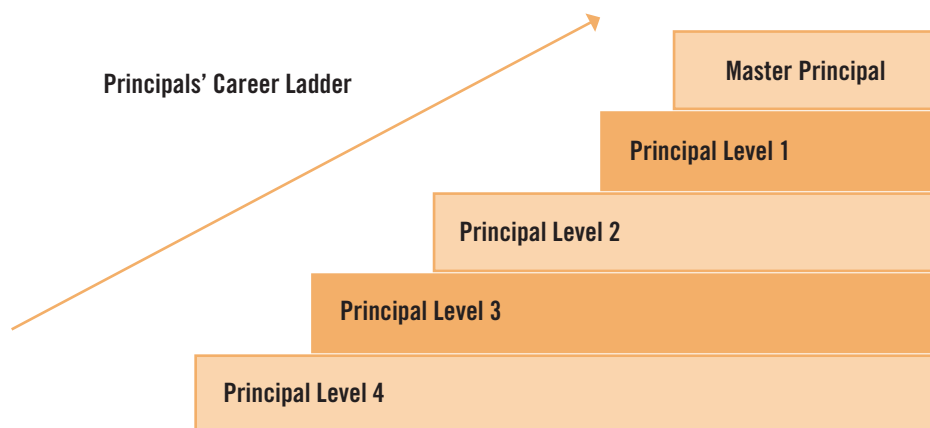 Principals’ Career Ladder
Master Principal
Principal Level 1
Principal Level 2
Principal Level 3
Principal Level 4